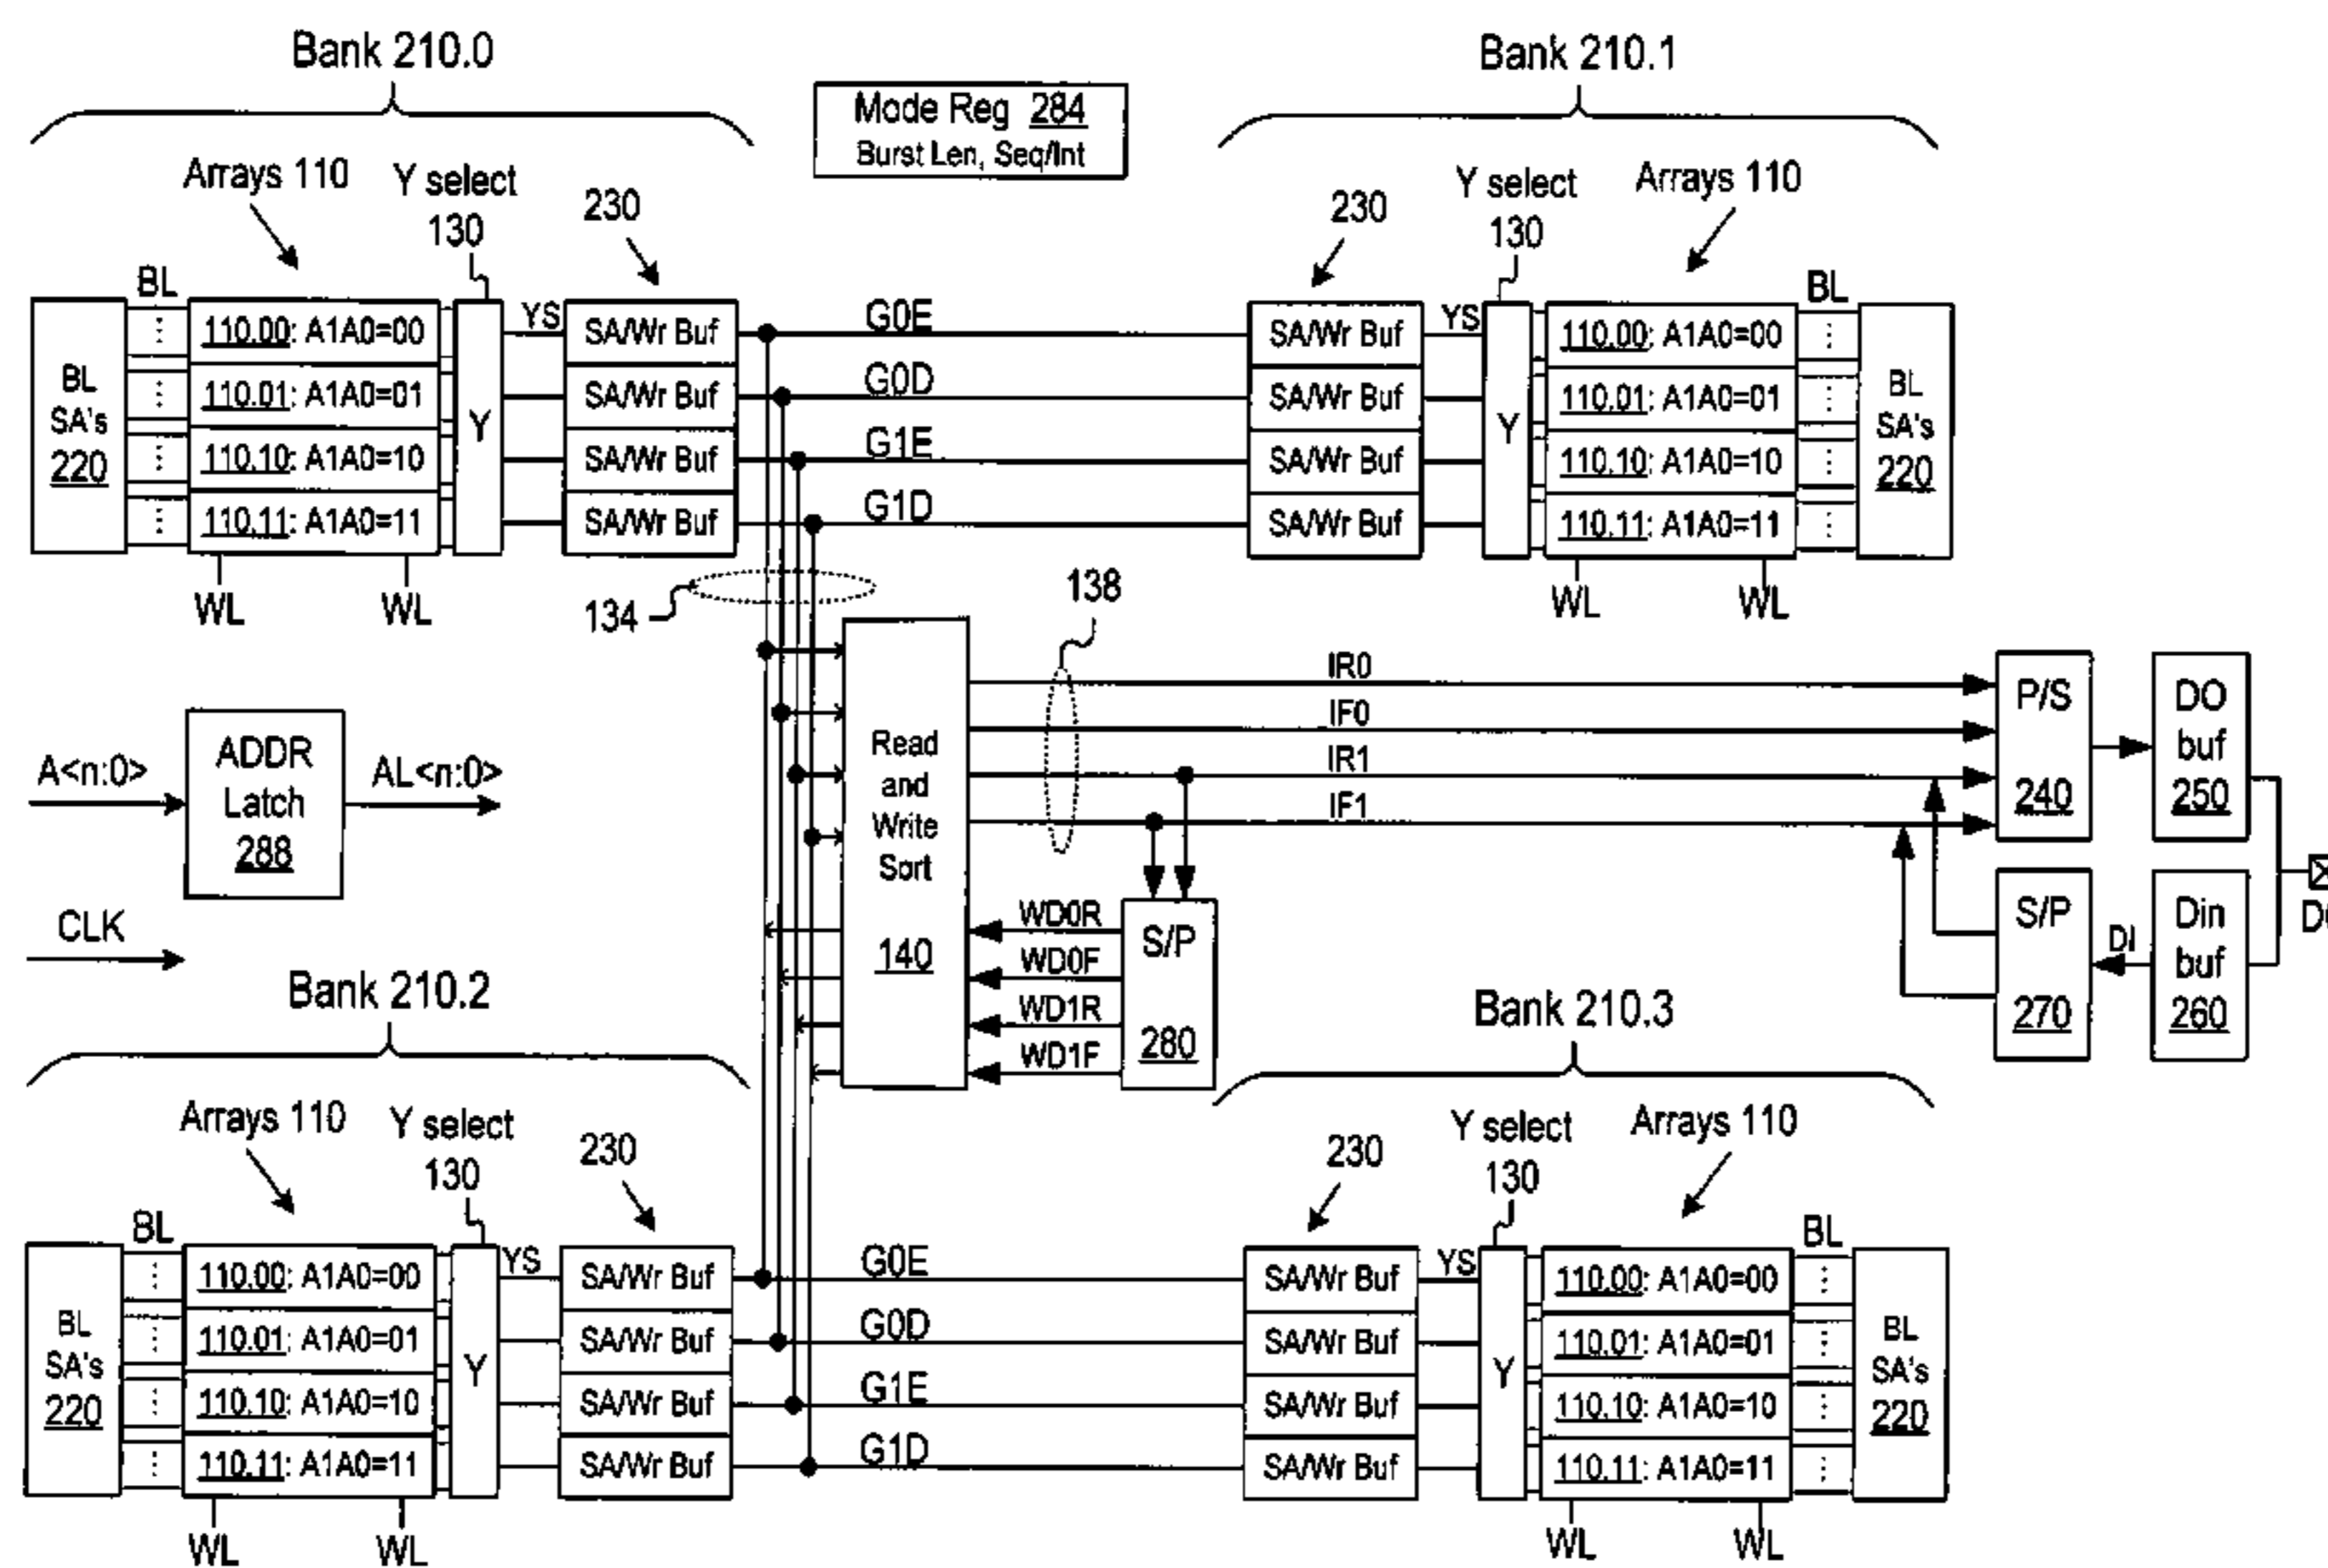 Bank 210.0
Mode Reg 284
Burst Len, Seq/Int
Bank 210.1
Arrays 110
Y select
130
230
230
Y select
130
Arrays 110
BL
YS
BL SA's 220
110.00: A1A0=00
110.01: A1A0=01
110.10: A1A0=10
110.11: A1A0=11
Y
SA/Wr Buf
SA/Wr Buf
SA/Wr Buf
SA/Wr Buf
G0E
G0D
G1E
G1D
SA/Wr Buf
SA/Wr Buf
SA/Wr Buf
SA/Wr Buf
YS
Y
110.00: A1A0=00
110.01: A1A0=01
110.10: A1A0=10
110.11: A1A0=11
BL
BL SA's 220
WL
WL
134
138
WL
WL
A<n:0>
ADDR Latch 288
AL<n:0>
CLK
Read and Write Sort 140
IR0
IF0
IR1
IF1
P/S 240
DO buf 250
WD0R
WD0F
WD1R
WD1F
S/P 280
S/P 270
DI
Din buf 260
Bank 210.2
Bank 210.3
Arrays 110
Y select
130
230
230
Y select
130
Arrays 110
BL
YS
BL SA's 220
110.00: A1A0=00
110.01: A1A0=01
110.10: A1A0=10
110.11: A1A0=11
Y
SA/Wr Buf
SA/Wr Buf
SA/Wr Buf
SA/Wr Buf
G0E
G0D
G1E
G1D
SA/Wr Buf
SA/Wr Buf
SA/Wr Buf
SA/Wr Buf
YS
Y
110.00: A1A0=00
110.01: A1A0=01
110.10: A1A0=10
110.11: A1A0=11
BL
BL SA's 220
WL
WL
WL
WL